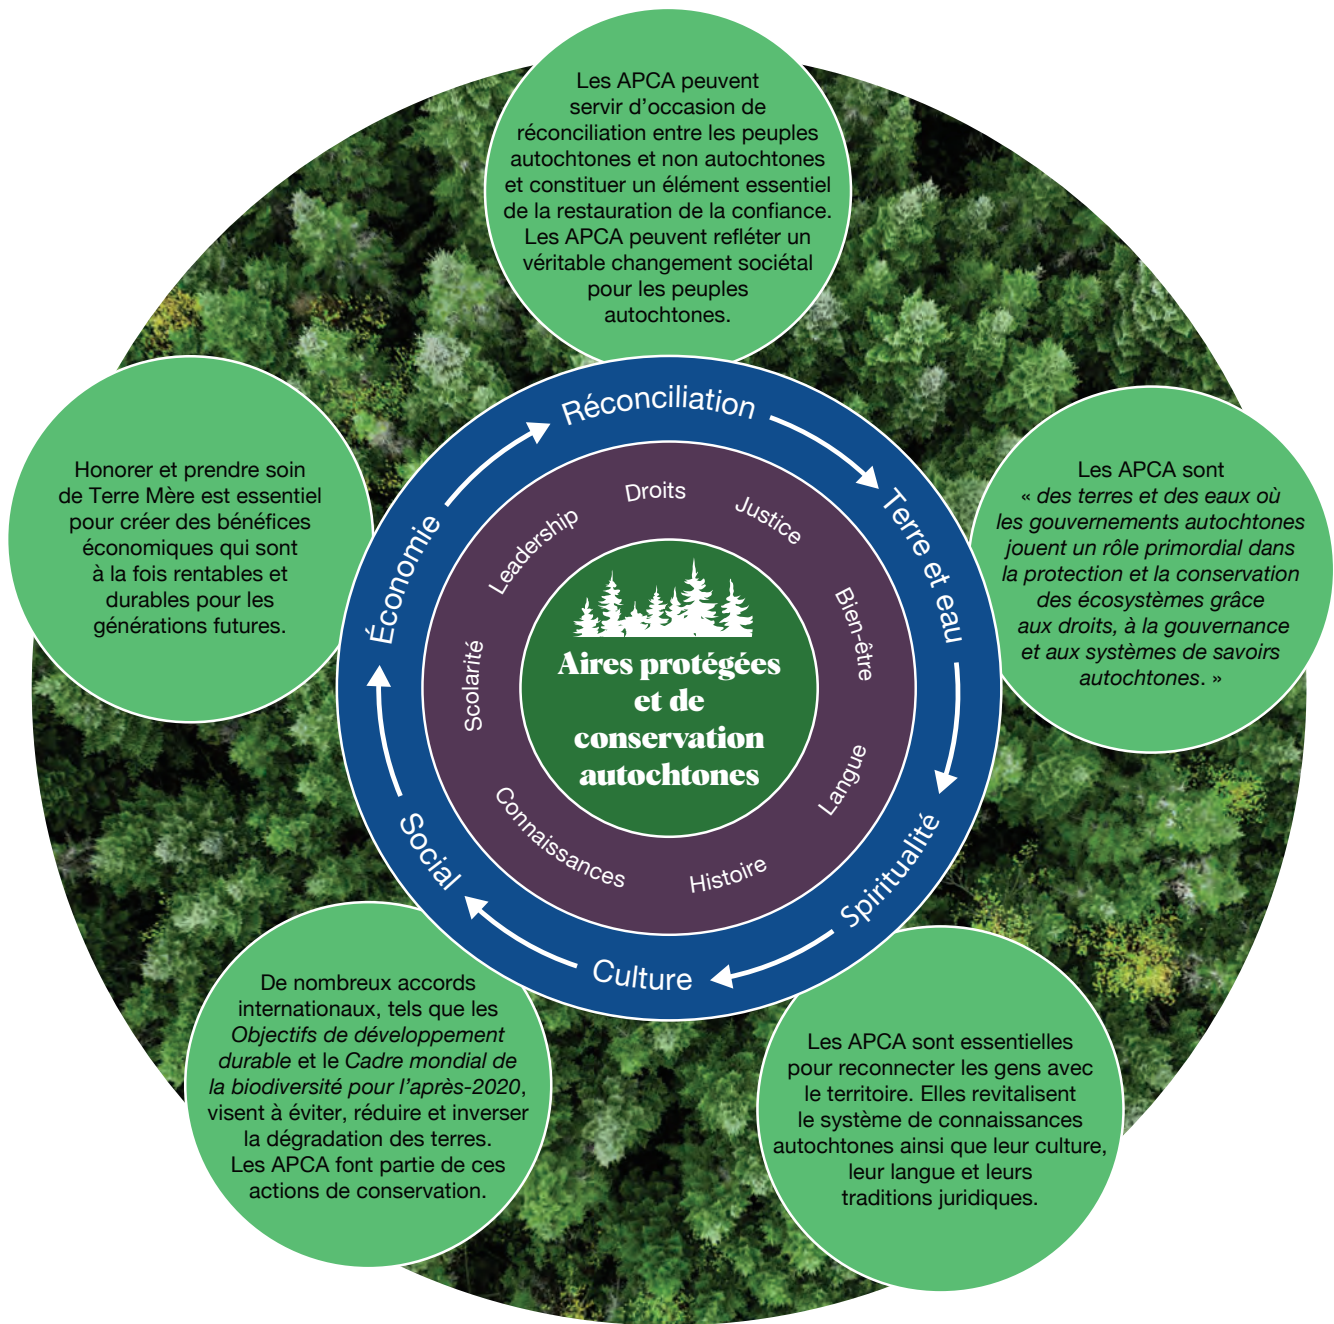 Les APCA peuvent
servir d’occasion de
réconciliation entre les peuples
autochtones et non autochtones
et constituer un élément essentiel
de la restauration de la confiance.
Les APCA peuvent refléter un
véritable changement sociétal
pour les peuples
autochtones.
Honorer et prendre soin
de Terre Mère est essentiel
pour créer des bénéfices
économiques qui sont
à la fois rentables et
durables pour les
générations futures.
Les APCA sont
« des terres et des eaux où
les gouvernements autochtones
jouent un rôle primordial dans
la protection et la conservation
des écosystèmes grâce
aux droits, à la gouvernance
et aux systèmes de savoirs
autochtones. »
Réconciliation
Terre et eau
Spiritualité
Culture
Social
Économie
Droits
Justice
Bien-être
Langue
Histoire
Connaissances
Scolarité
Leadership
Aires protégées
et de
conservation
autochtones
De nombreux accords
internationaux, tels que les
Objectifs de développement
durable et le Cadre mondial de
la biodiversité pour l’après-2020,
visent à éviter, réduire et inverser
la dégradation des terres.
Les APCA font partie de ces
actions de conservation.
Les APCA sont essentielles
pour reconnecter les gens avec
le territoire. Elles revitalisent
le système de connaissances
autochtones ainsi que leur culture,
leur langue et leurs
traditions juridiques.